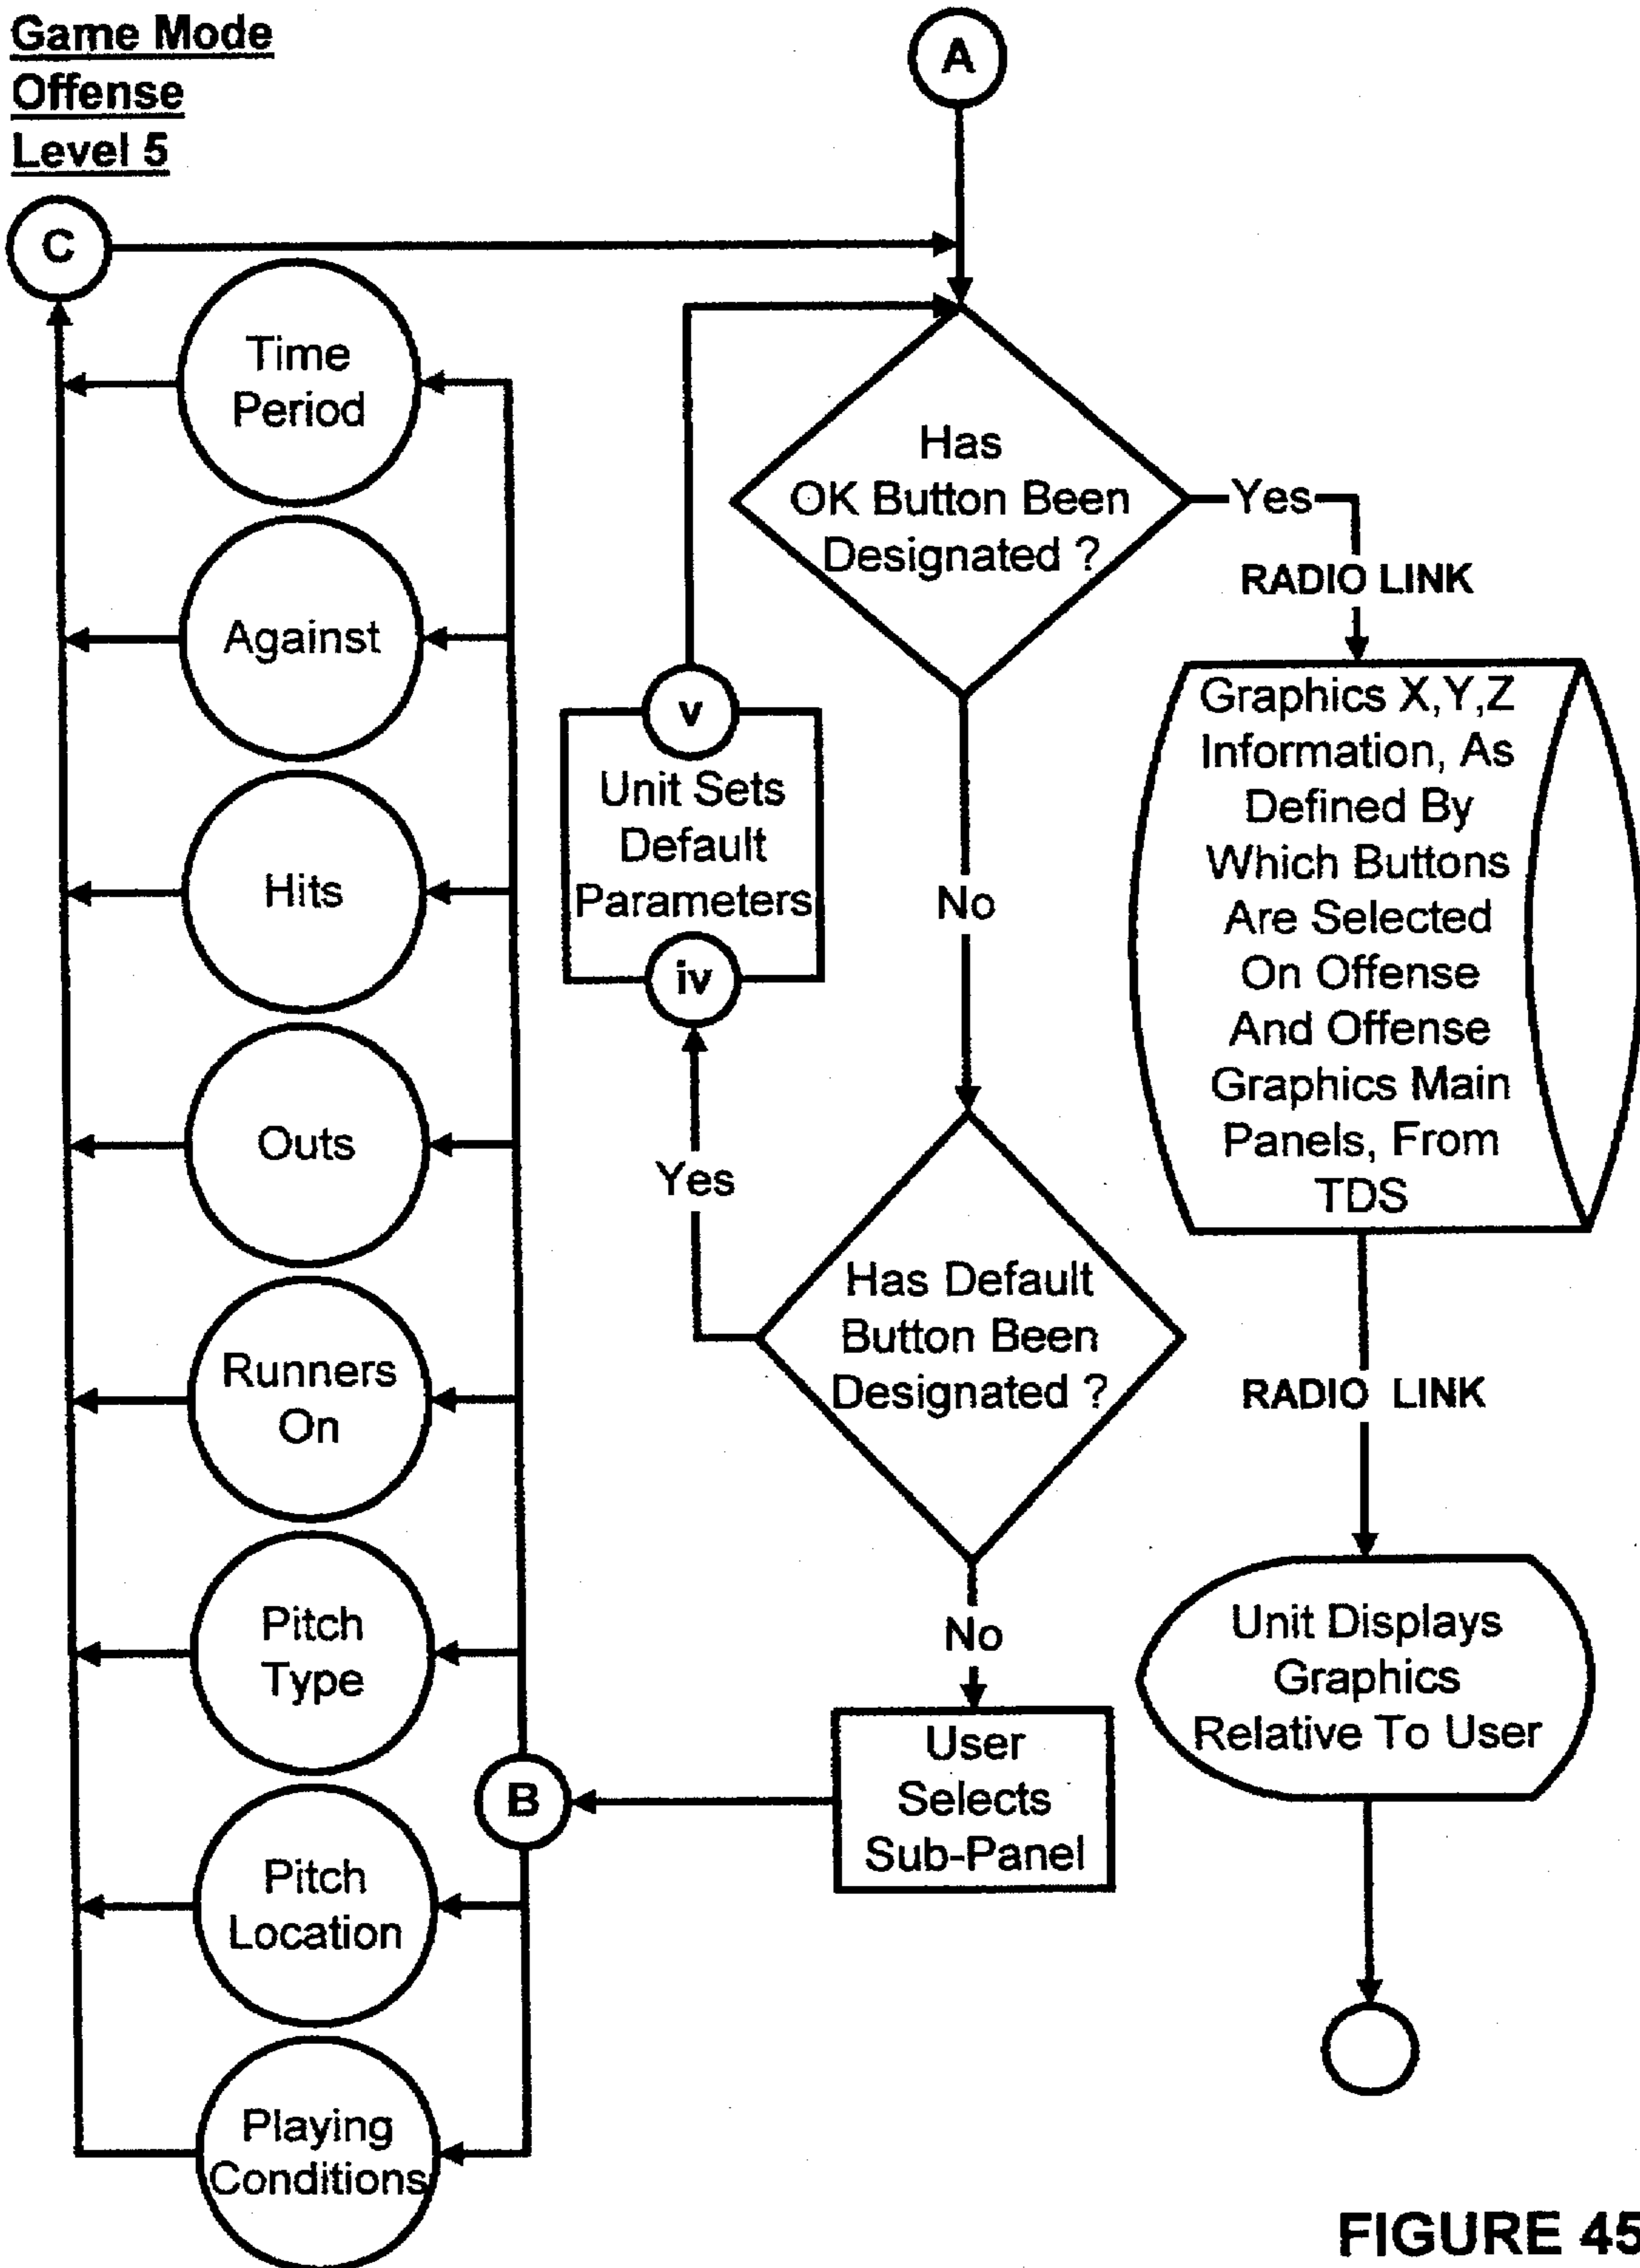 Game Mode
Offense
Level 5
A
C
Time
Period
Against
Hits
Outs
Runners
On
Pitch
Type
Pitch
Location
Playing
Conditions
B
v
Unit Sets
Default
Parameters
iv
Yes
Has
OK Button Been
Designated ?
No
Has Default
Button Been
Designated ?
No
User
Selects
Sub-Panel
Yes
RADIO LINK
Graphics X,Y,Z
Information, As
Defined By
Which Buttons
Are Selected
On Offense
And Offense
Graphics Main
Panels, From
TDS
RADIO LINK
Unit Displays
Graphics
Relative To User
FIGURE 45